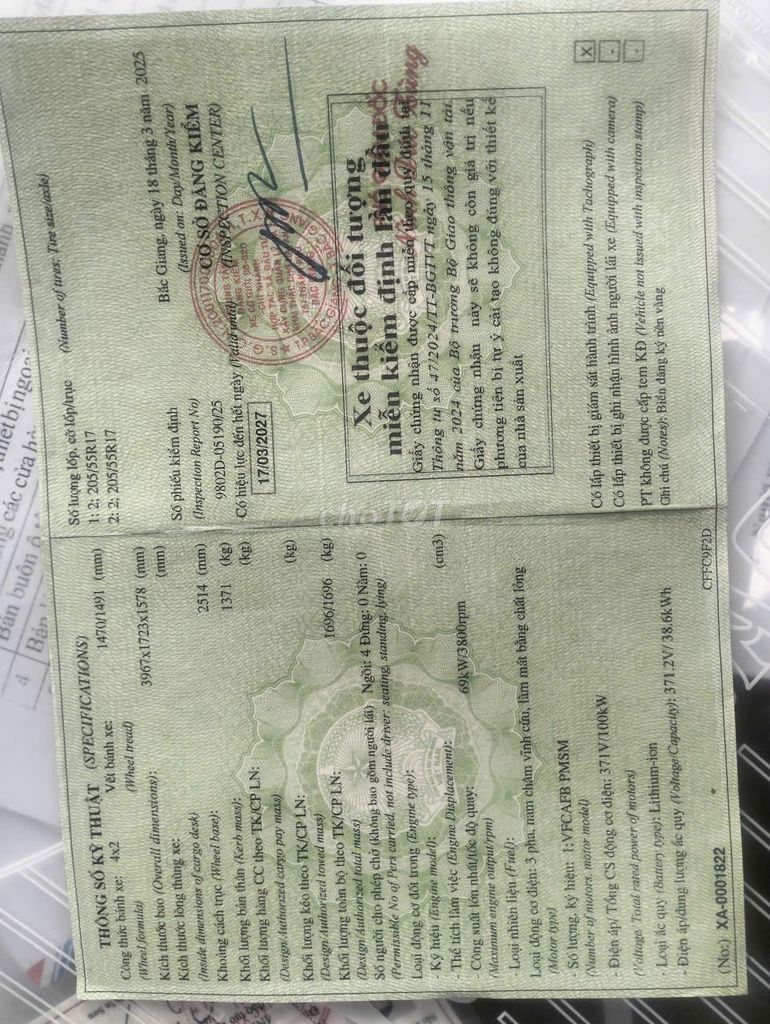 THÔNG SỐ KỸ THUẬT (SPECIFICATIONS)
Công thức bánh xe: 4x2 Vết bánh xe: 1470/1491 (mm)
(Wheel formula) (Wheel tread)
Kích thước bao (Overall dimensions): 3967x1723x1578 (mm)
Kích thước lòng thùng xe: (mm)
(Inside dimensions of cargo desk)
Khoảng cách trục (Wheel base): 2514 (mm)
Khối lượng bản thân (Kerb mass): 1371 (kg)
Khối lượng hàng CC theo TK/CP LN: (kg)
(Design/Authorized cargo pay mass)
Khối lượng kéo theo TK/CP LN: (kg)
(Design/Authorized towed mass)
Khối lượng toàn bộ theo TK/CP LN: 1696/1696 (kg)
(Design/Authorized total mass)
Số người cho phép chở (không bao gồm người lái) Ngồi: 4 Đứng: 0 Nằm: 0
(Permissible No of Pers carried, not include driver: seating, standing, lying)
Loại động cơ đốt trong (Engine type):
- Ký hiệu (Engine model):
- Thể tích làm việc (Engine Displacement): (cm3)
- Công suất lớn nhất/tốc độ quay: 69kW/3800rpm
(Maximum engine output/rpm)
- Loại nhiên liệu (Fuel):
Loại động cơ điện: 3 pha, nam châm vĩnh cửu, làm mát bằng chất lỏng
(Motor type)
- Số lượng, ký hiệu: 1:VFCAFB PMSM
(Number of motors, motor model)
- Điện áp/ Tổng CS động cơ điện: 371V/100kW
(Voltage/ Total rated power of motors)
- Loại ắc quy (Battery type): Lithum-ion
- Điện áp/dung lượng ắc quy (Voltage/Capacity): 371.2V/ 38.6kWh
(No:) XA-0001822
CFFC9F2D
Số lượng lốp, cỡ lốp/trục (Number of tires; Tire size/axle)
1: 2; 205/55R17
2: 2; 205/55R17
Số phiếu kiểm định
(Inspection Report No)
9802D-05190/25
Có hiệu lực đến hết ngày (Valid until)
17/03/2027
Bắc Giang, ngày 18 tháng 3 năm 2025
(Issued on: Day/Month/Year)
CƠ SỞ ĐĂNG KIỂM
(INSPECTION CENTER)
Xe thuộc đối tượng
miễn kiểm định lần đầu
Giấy chứng nhận được cấp miễn theo quy định tại
Thông tư số 47/2024/TT-BGTVT ngày 15 tháng 11
năm 2024 của Bộ trưởng Bộ Giao thông vận tải.
Giấy chứng nhận này sẽ không còn giá trị nếu
phương tiện bị tự ý cải tạo không đúng với thiết kế
của nhà sản xuất
Có lắp thiết bị giám sát hành trình (Equipped with Tachograph) X
Có lắp thiết bị ghi nhận hình ảnh người lái xe (Equipped with camera) -
PT không được cấp tem KĐ (Vehicle not issued with inspection stamp) -
Ghi chú (Notes): Biển đăng ký nền vàng
chợTỐT
Bán buôn ô
4